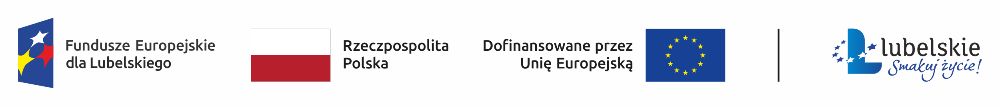 Fundusze Europejskie
dla Lubelskiego
Rzeczpospolita
Polska
Dofinansowane przez
Unię Europejską
lubelskie
Smakuj życie!